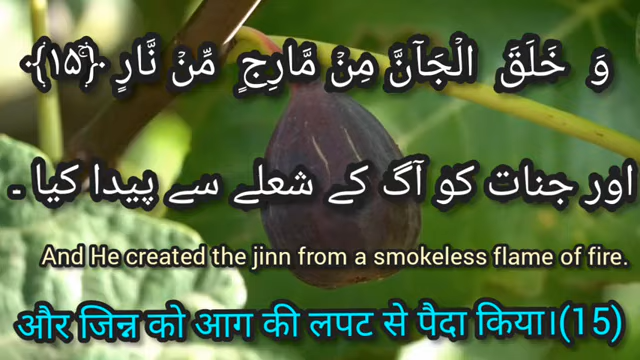 وَ خَلَقَ الۡجَآنَّ مِنۡ مَّارِجٍ مِّنۡ نَّارٍ ﴿ۚ۱۵﴾
اور جنات کو آگ کے شعلے سے پیدا کیا ۔
And He created the jinn from a smokeless flame of fire.
और जिन्न को आग की लपट से पैदा किया।(15)